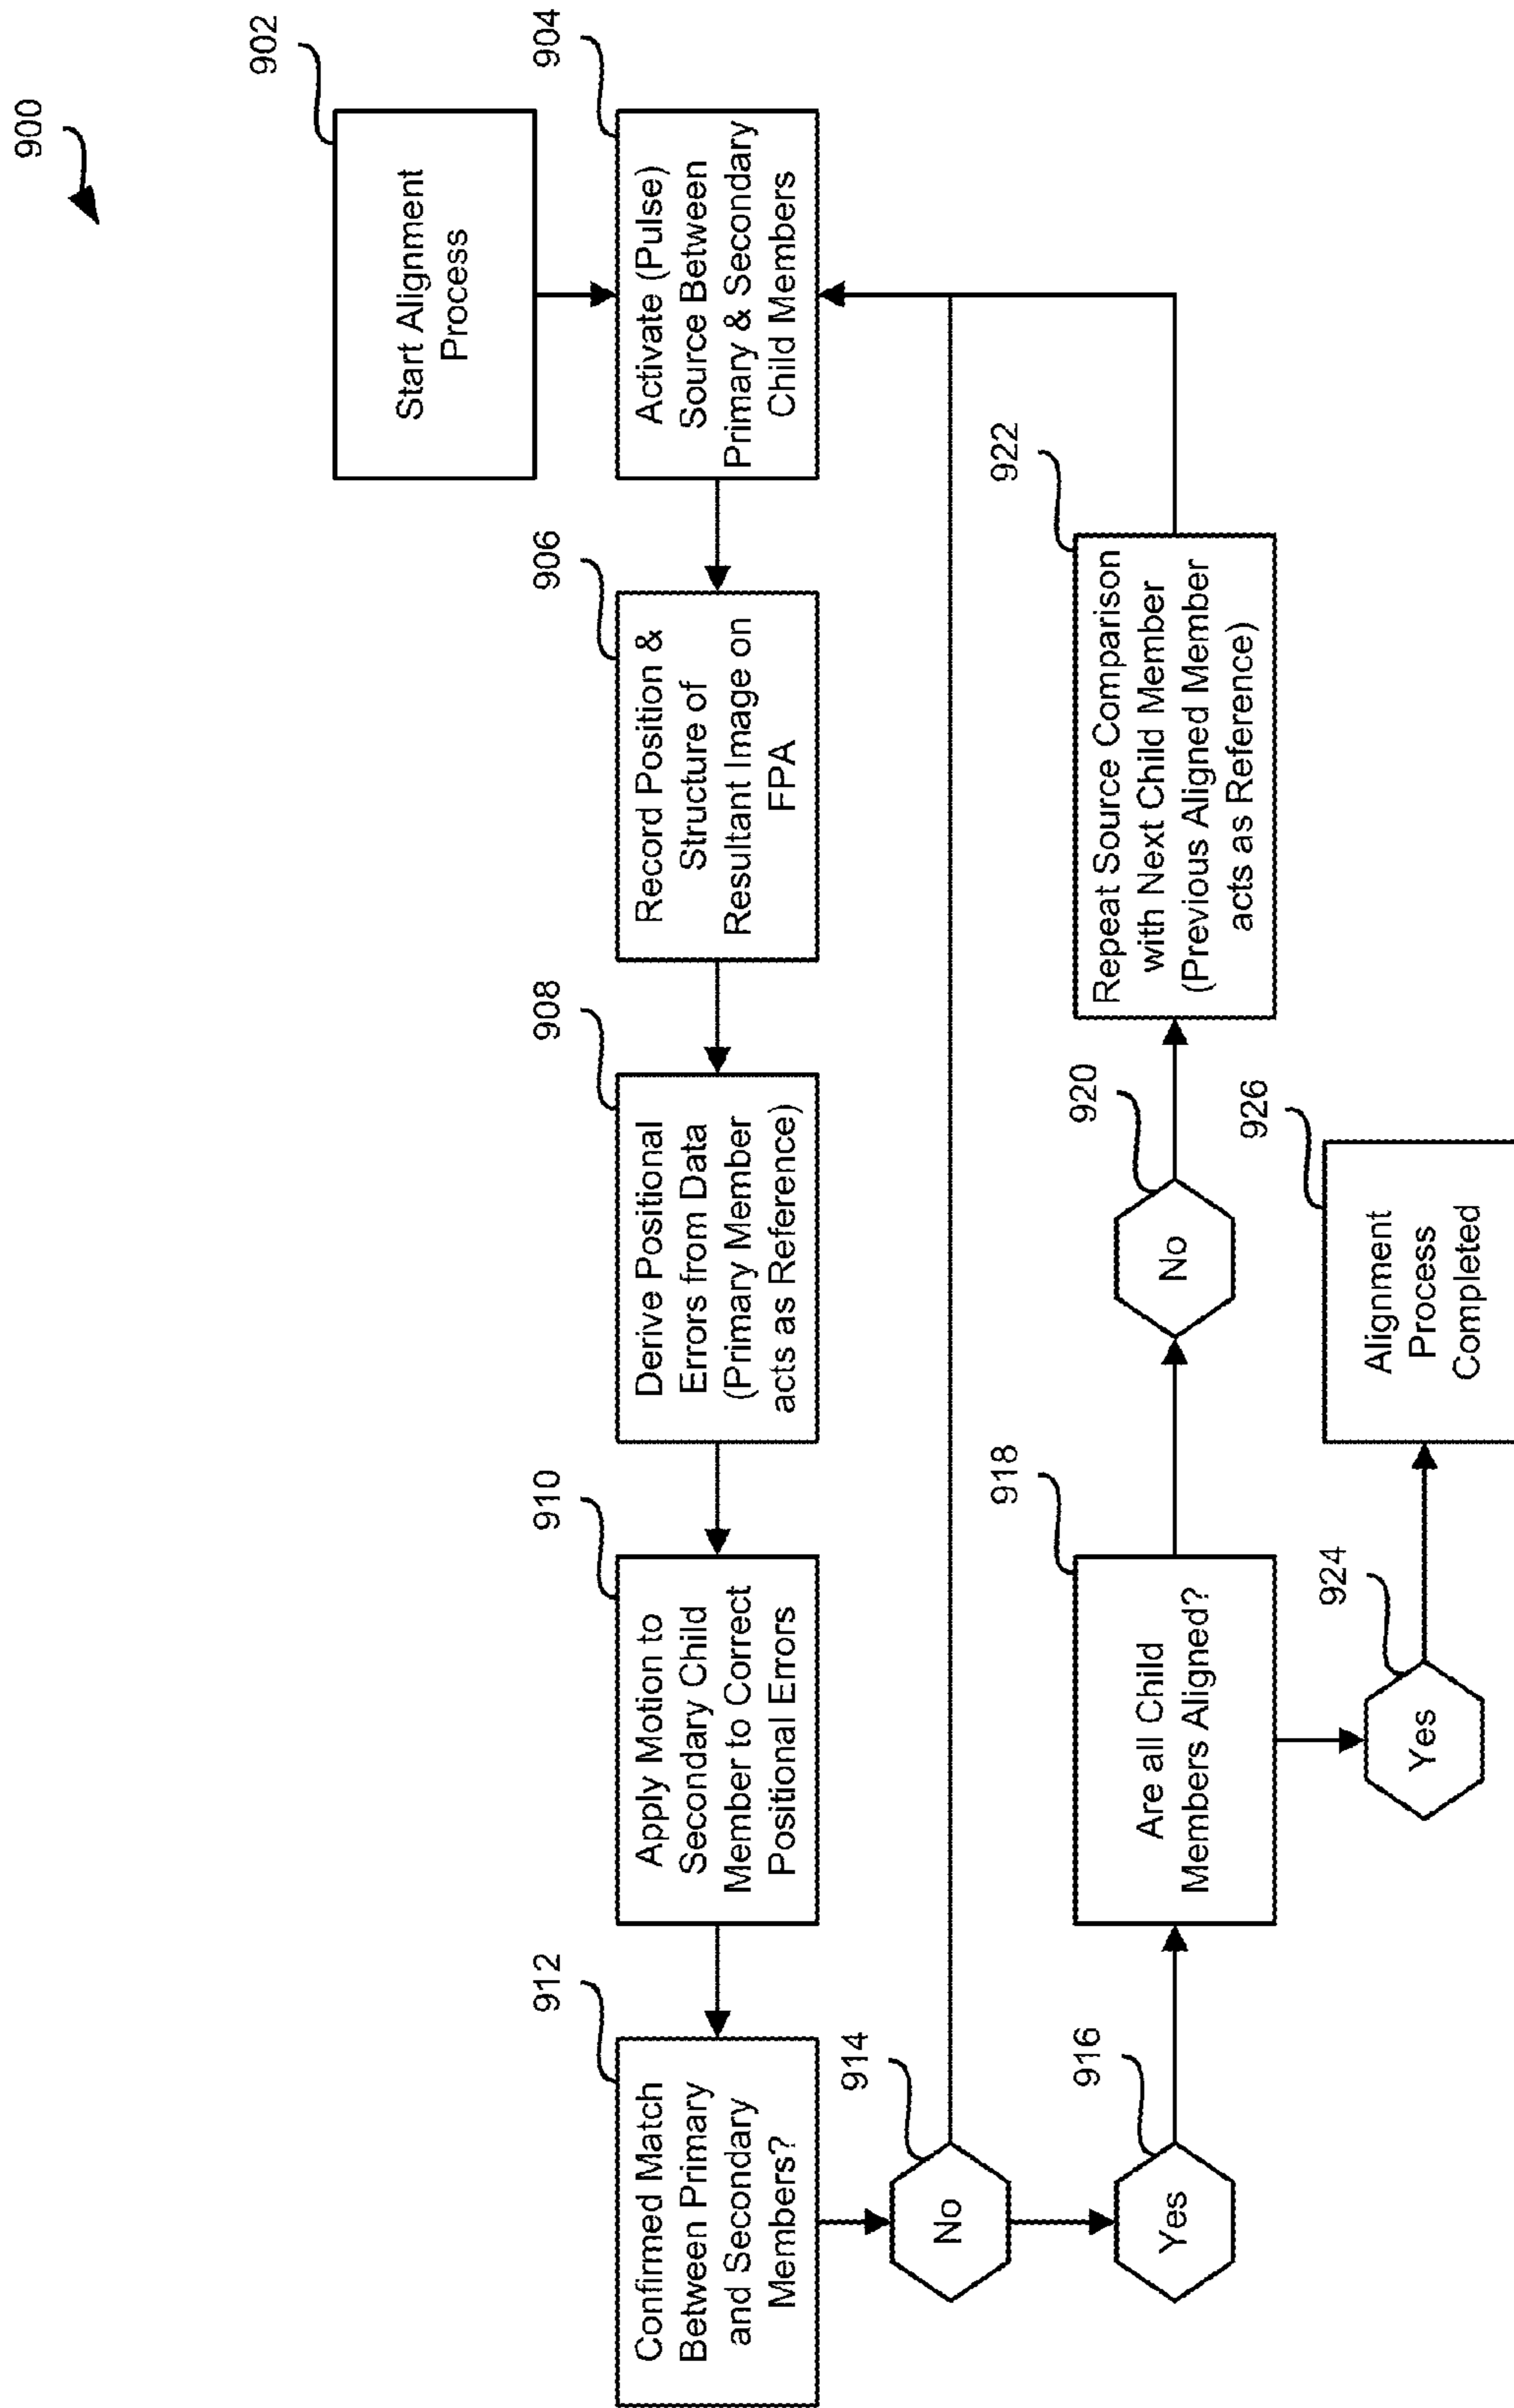 900
902
Start Alignment
Process
904
Activate (Pulse)
Source Between
Primary & Secondary
Child Members
906
Record Position &
Structure of
Resultant Image on
FPA
908
Derive Positional
Errors from Data
(Primary Member
acts as Reference)
910
Apply Motion to
Secondary Child
Member to Correct
Positional Errors
912
Confirmed Match
Between Primary
and Secondary
Members?
914
No
916
Yes
918
Are all Child
Members Aligned?
920
No
922
Repeat Source Comparison
with Next Child Member
(Previous Aligned Member
acts as Reference)
924
Yes
926
Alignment
Process
Completed